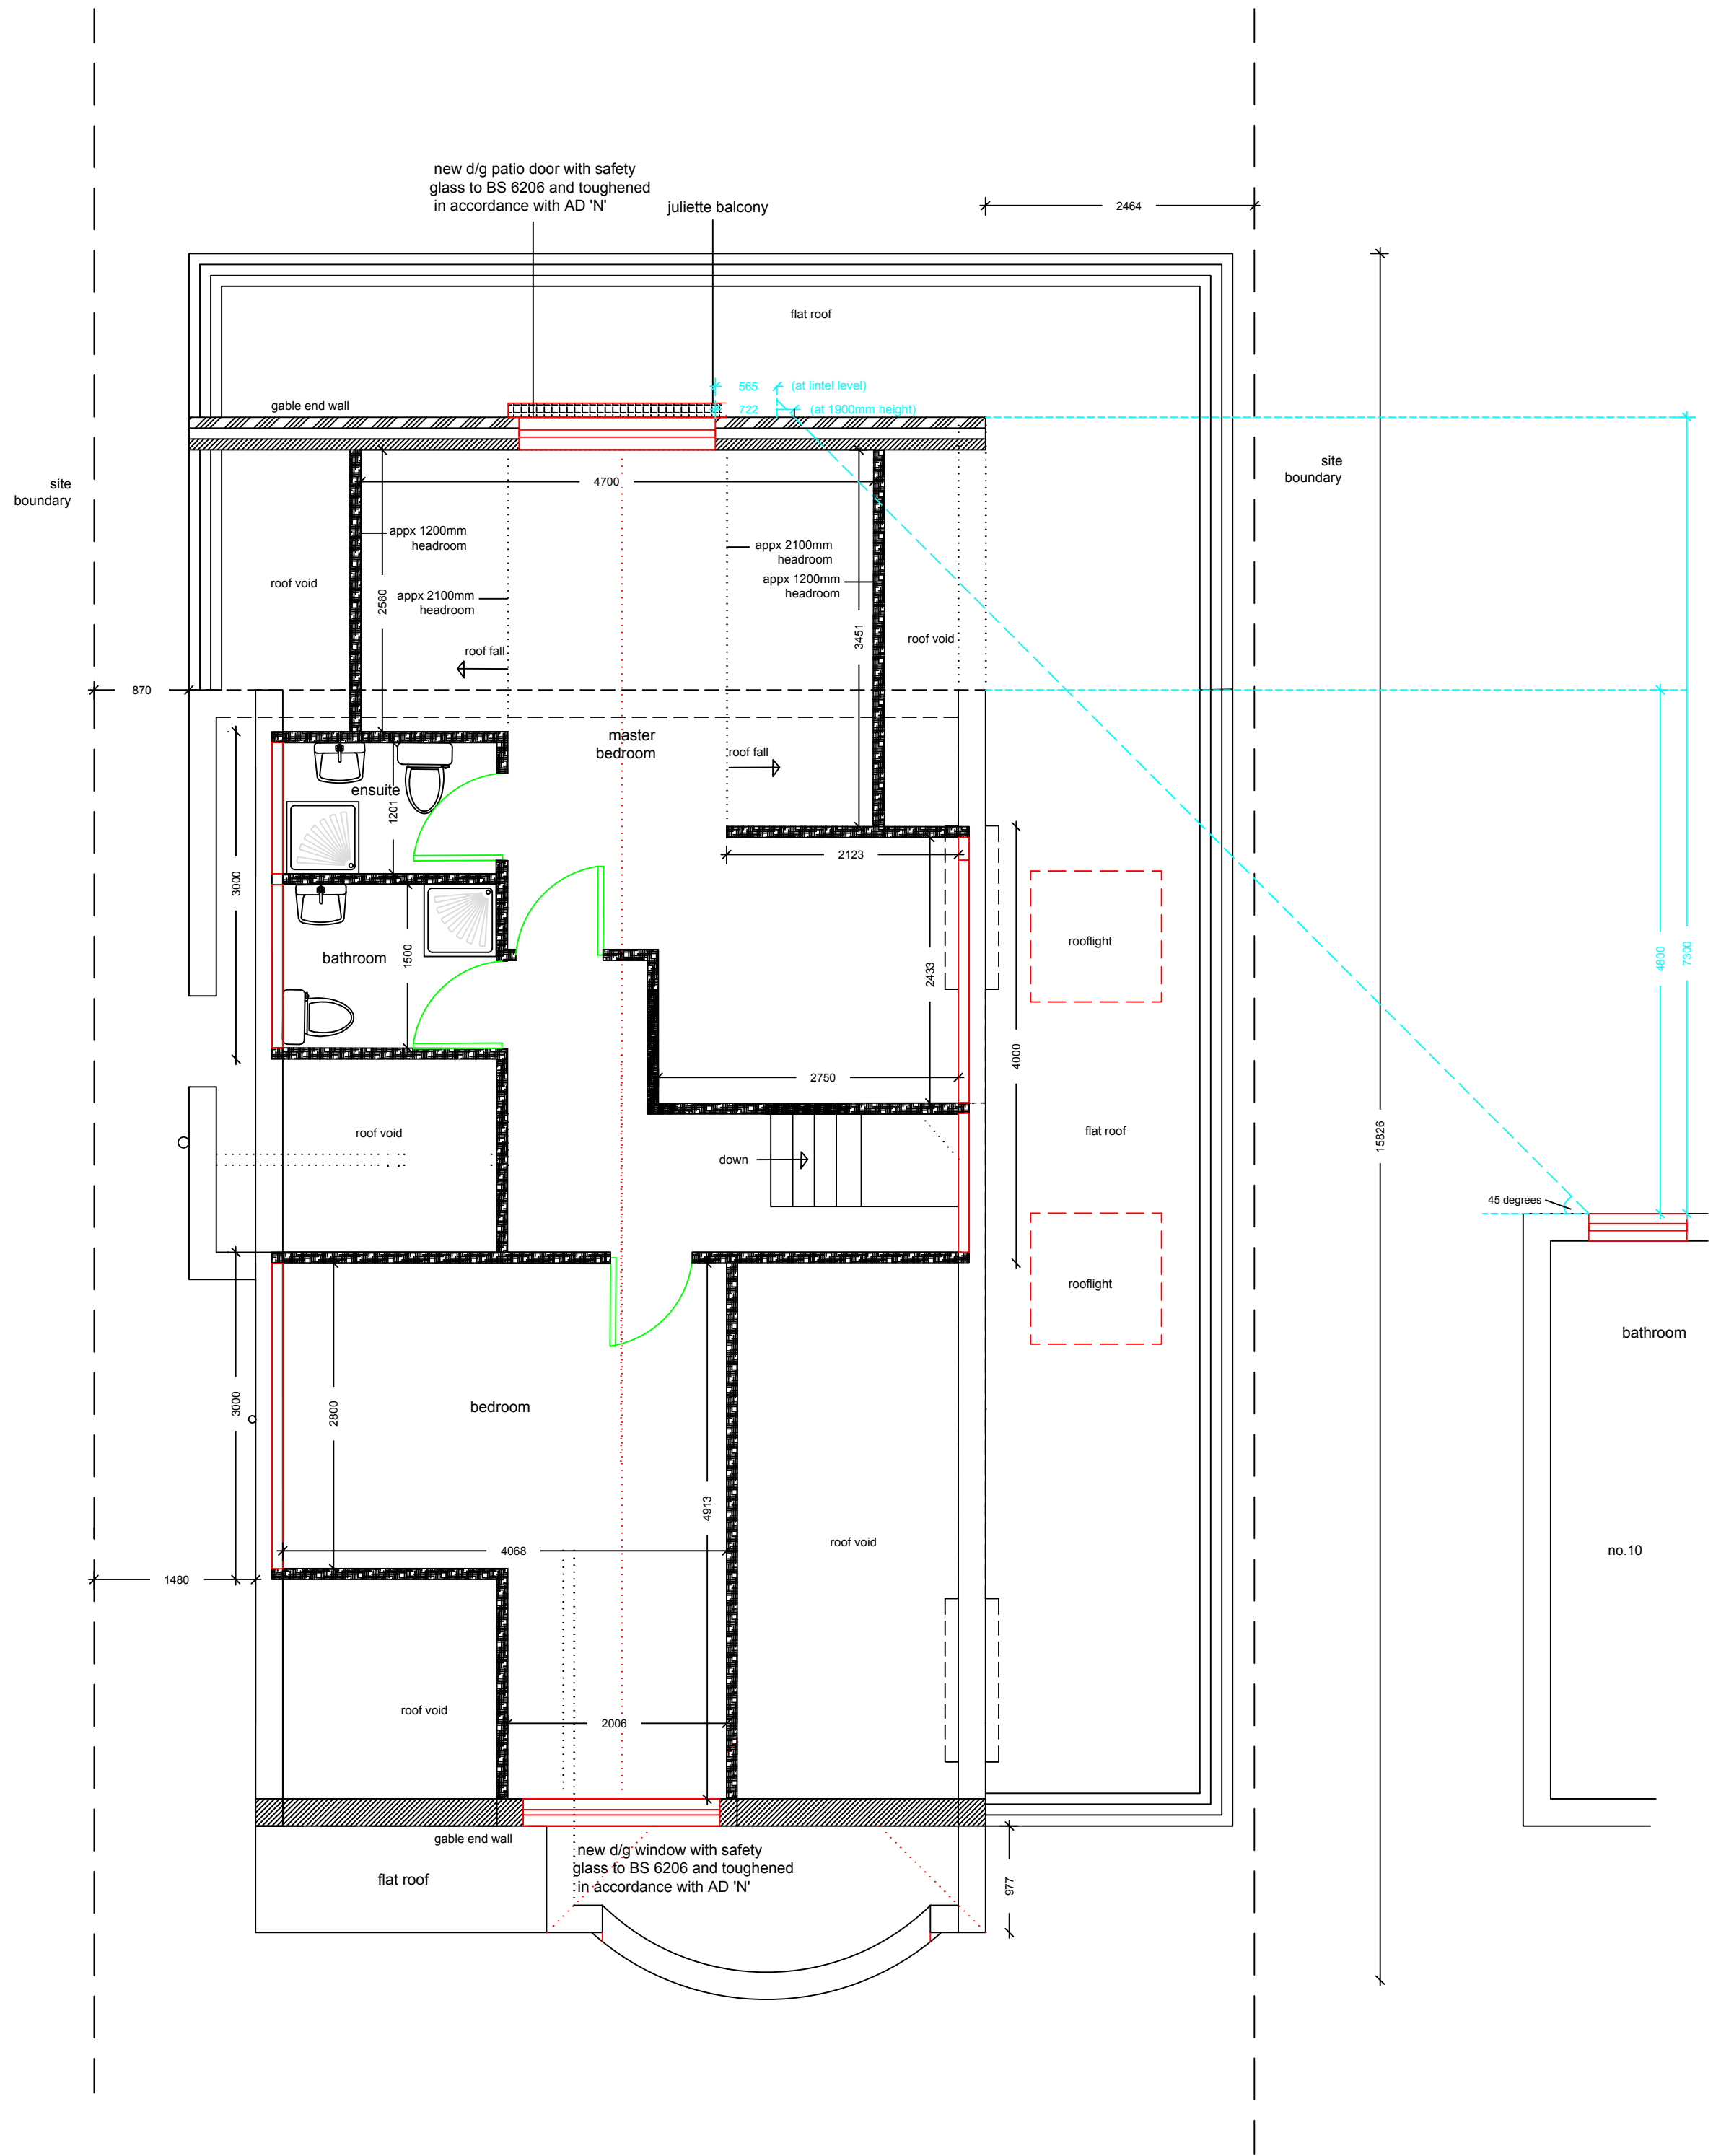 new d/g patio door with safety
glass to BS 6206 and toughened
in accordance with AD 'N'
juliette balcony
2464
flat roof
565
(at lintel level)
722
(at 1900mm height)
gable end wall
site
boundary
site
boundary
4700
appx 1200mm
headroom
appx 2100mm
headroom
appx 1200mm
headroom
appx 2100mm
headroom
roof void
2580
3451
roof void
roof fall
870
master
bedroom
roof fall
ensuite
1201
2123
3000
rooflight
bathroom
1500
2433
4800
7300
4000
2750
roof void
down
flat roof
15826
45 degrees
rooflight
bathroom
3000
2800
bedroom
4913
4068
roof void
no.10
1480
roof void
2006
gable end wall
new d/g window with safety
glass to BS 6206 and toughened
in accordance with AD 'N'
flat roof
977